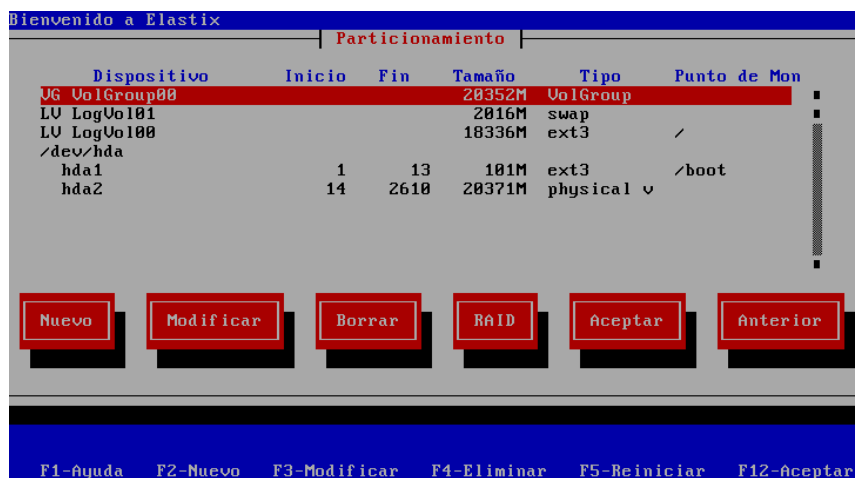 Bienvenido a Elastix
Particionamiento
Dispositivo Inicio Fin Tamaño Tipo Punto de Mon
VG VolGroup00 20352M VolGroup
LV LogVol01 2016M swap
LV LogVol00 18336M ext3 /
/dev/hda
hda1 1 13 101M ext3 /boot
hda2 14 2610 20371M physical v
Nuevo Modificar Borrar RAID Aceptar Anterior
F1-Ayuda F2-Nuevo F3-Modificar F4-Eliminar F5-Reiniciar F12-Aceptar